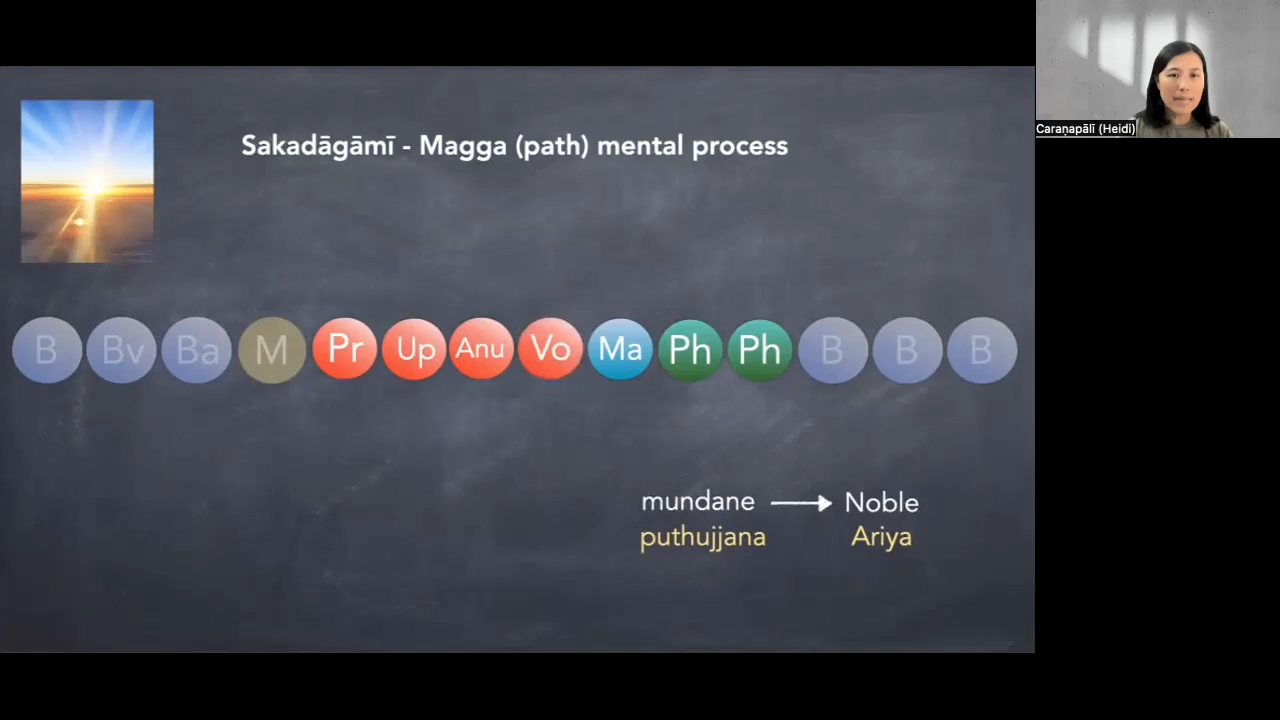 Sakadāgāmī - Magga (path) mental process
Caraṇapālī (Heidi)
B Bv Ba M Pr Up Anu Vo Ma Ph Ph B B B
mundane Noble
puthujjana Ariya